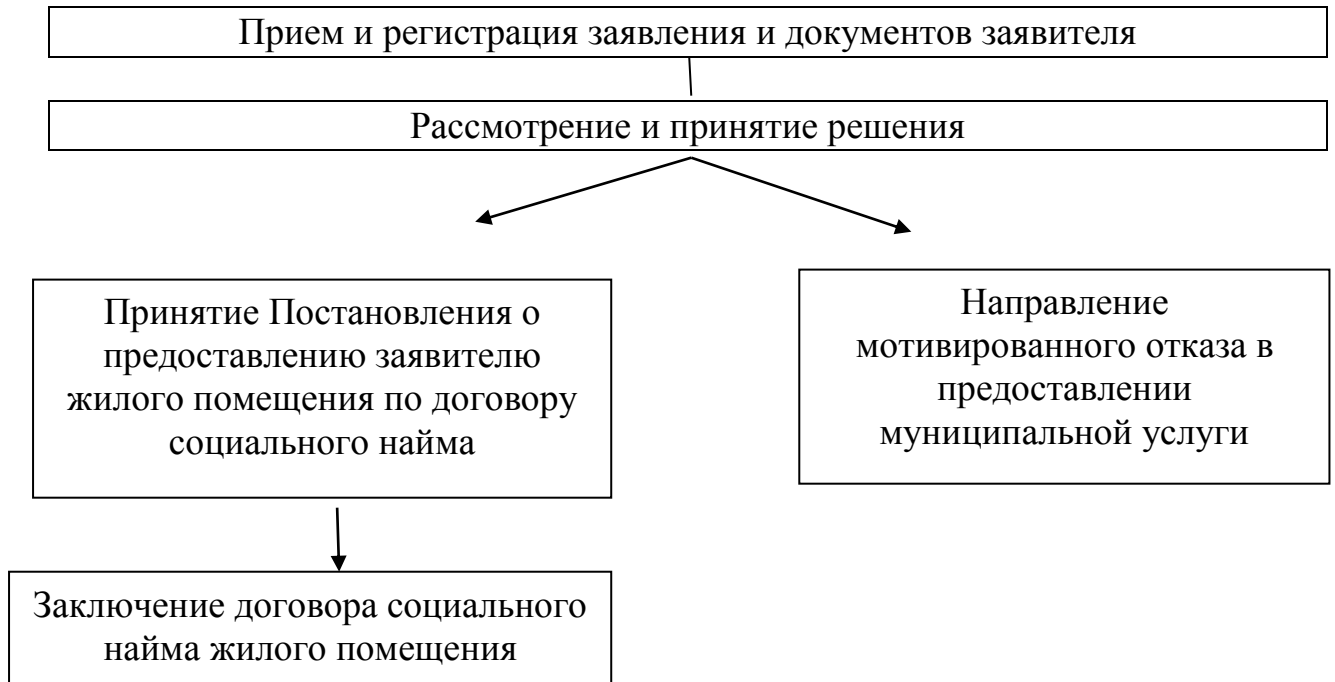 Прием и регистрация заявления и документов заявителя
Рассмотрение и принятие решения
Принятие Постановления о
предоставлению заявителю
жилого помещения по договору
социального найма
Направление
мотивированного отказа в
предоставлении
муниципальной услуги
Заключение договора социального
найма жилого помещения